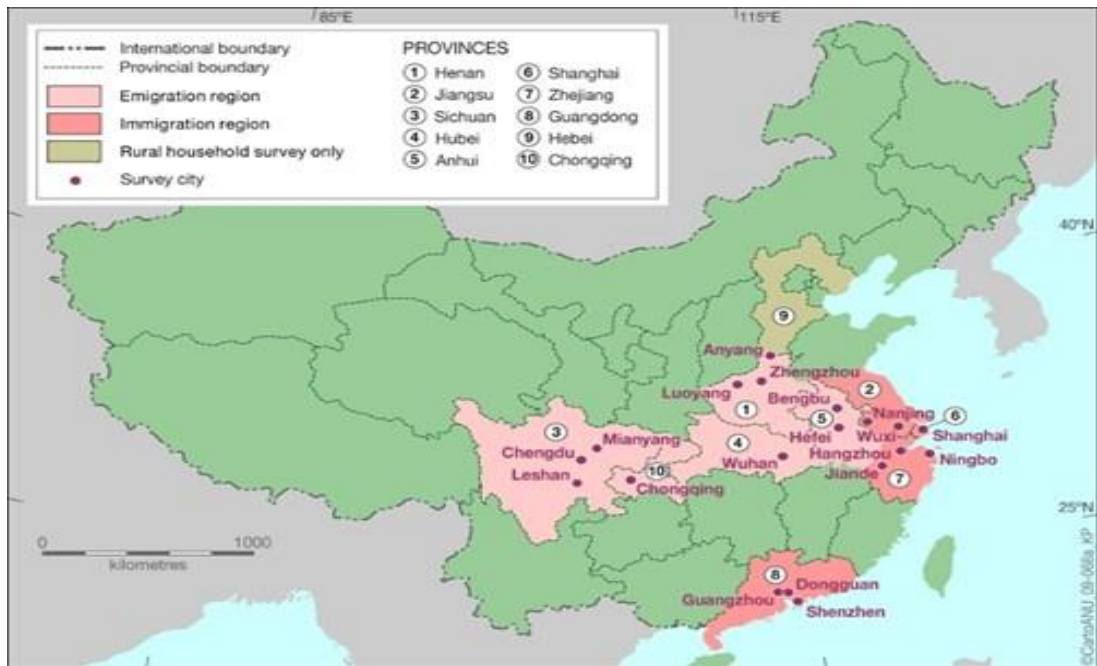 85°E
115°E
International boundary
Provincial boundary
Emigration region
Immigration region
Rural household survey only
Survey city
PROVINCES
1 Henan
2 Jiangsu
3 Sichuan
4 Hubei
5 Anhui
6 Shanghai
7 Zhejiang
8 Guangdong
9 Hebei
10 Chongqing
40°N
9
Anyang
Zhengzhou
Luoyang
Bengbu
2
1
5
Nanjing
6
3
Mianyang
4
Hefei
Wuxi
Shanghai
Chengdu
Wuhan
Hangzhou
Ningbo
Leshan
10
Chongqing
Jiande
7
25°N
0
1000
kilometres
8
Dongguan
Guangzhou
Shenzhen
©CartoANU_09-068a_KP